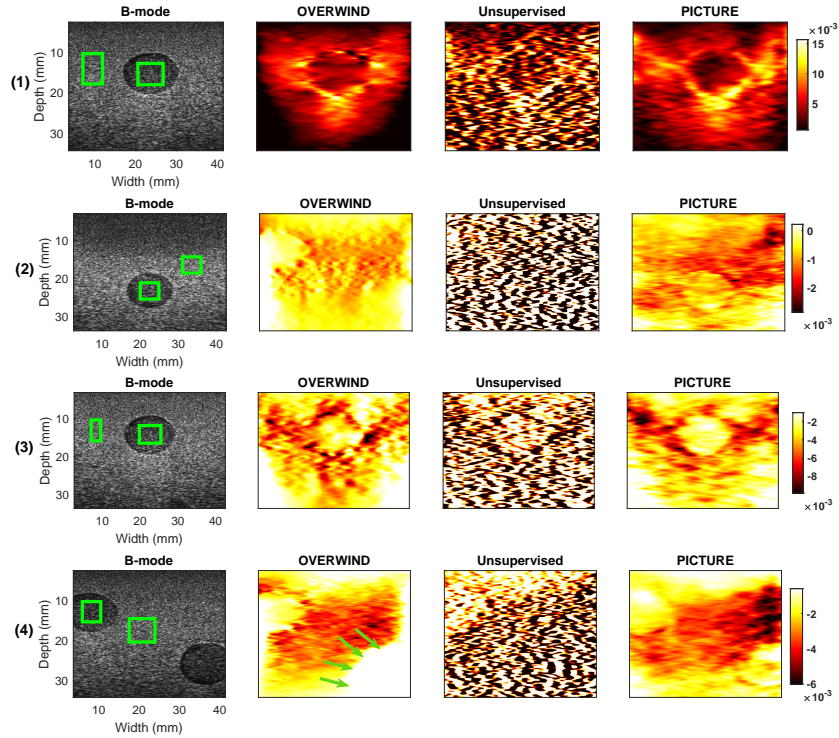 B-mode OVERWIND Unsupervised PICTURE
×10⁻³
(1) Depth (mm) 10 20 30 15 10 5
10 20 30 40
Width (mm)
B-mode OVERWIND Unsupervised PICTURE
(2) Depth (mm) 10 20 30 0 -1 -2
×10⁻³
10 20 30 40
Width (mm)
B-mode OVERWIND Unsupervised PICTURE
(3) Depth (mm) 10 20 30 -2 -4 -6 -8
×10⁻³
10 20 30 40
Width (mm)
B-mode OVERWIND Unsupervised PICTURE
(4) Depth (mm) 10 20 30 -2 -4 -6
×10⁻³
10 20 30 40
Width (mm)